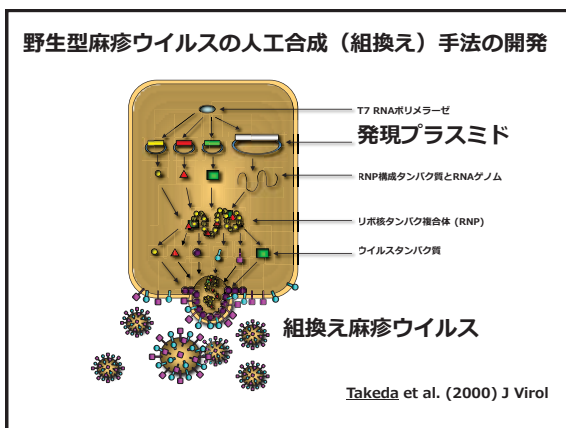 野生型麻疹ウイルスの人工合成（組換え）手法の開発
T7 RNAポリメラーゼ
発現プラスミド
RNP構成タンパク質とRNAゲノム
リボ核タンパク複合体 (RNP)
ウイルスタンパク質
組換え麻疹ウイルス
Takeda et al. (2000) J Virol